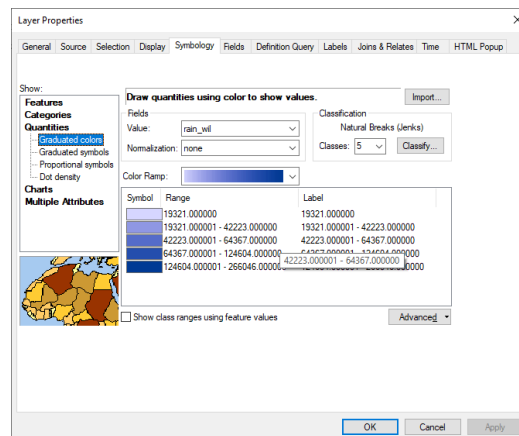 Layer Properties
General Source Selection Display Symbology Fields Definition Query Labels Joins & Relates Time HTML Popup
Show:
Features
Categories
Quantities
Graduated colors
Graduated symbols
Proportional symbols
Dot density
Charts
Multiple Attributes
Draw quantities using color to show values.
Import...
Fields
Value: rain_wil
Normalization: none
Classification
Natural Breaks (Jenks)
Classes: 5 Classify...
Color Ramp:
Symbol Range Label
19321.000000 19321.000000
19321.000001 - 42223.000000 19321.000001 - 42223.000000
42223.000001 - 64367.000000 42223.000001 - 64367.000000
64367.000001 - 124604.000000
42223.000001 - 64367.000000
124604.000001 - 266046.00000
Show class ranges using feature values
Advanced
OK Cancel Apply